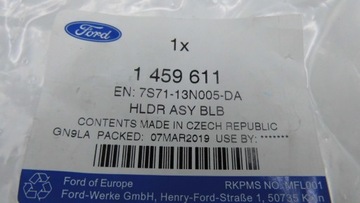 Ford
1x
1 459 611
EN: 7S71-13N005-DA
HLDR ASY BLB
CONTENTS MADE IN CZECH REPUBLIC
GN9LA PACKED: 07MAR2019 USE BY: *******
Ford
Ford of Europe RKPMS NO.:MFL001
Ford-Werke GmbH, Henry-Ford-Straße 1, 50735 Köln